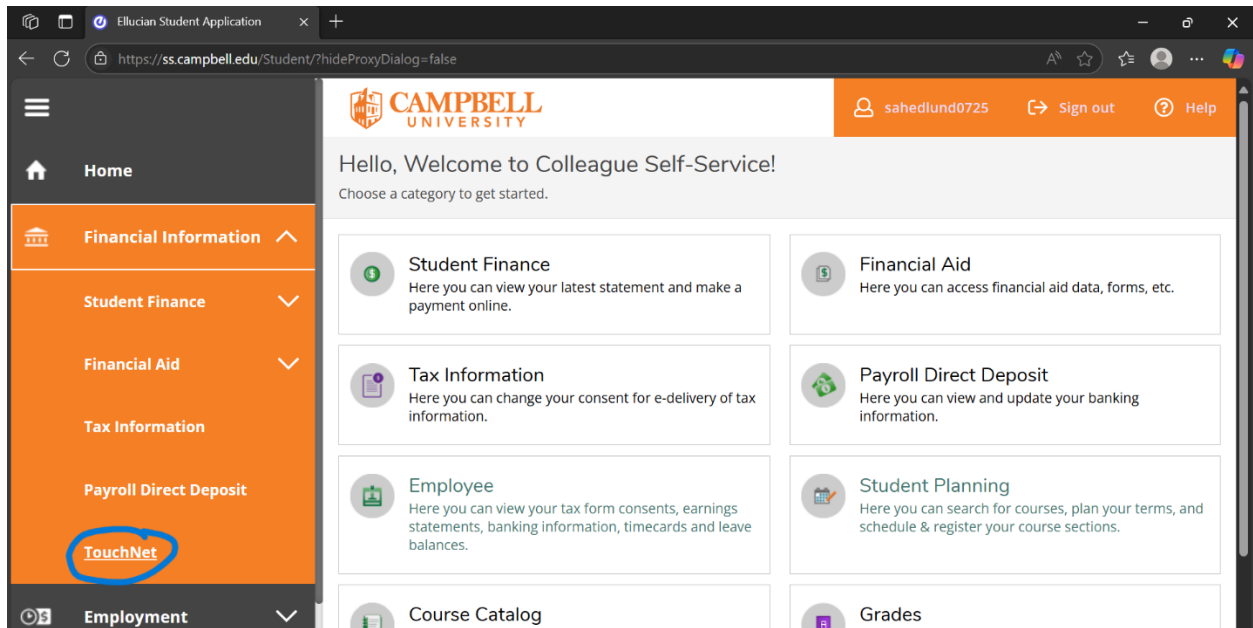 Ellucian Student Application
https://ss.campbell.edu/Student/?hideProxyDialog=false
CAMPBELL
UNIVERSITY
sahedlund0725
Sign out
Help
Home
Financial Information
Student Finance
Financial Aid
Tax Information
Payroll Direct Deposit
TouchNet
Employment
Hello, Welcome to Colleague Self-Service!
Choose a category to get started.
Student Finance
Here you can view your latest statement and make a
payment online.
Financial Aid
Here you can access financial aid data, forms, etc.
Tax Information
Here you can change your consent for e-delivery of tax
information.
Payroll Direct Deposit
Here you can view and update your banking
information.
Employee
Here you can view your tax form consents, earnings
statements, banking information, timecards and leave
balances.
Student Planning
Here you can search for courses, plan your terms, and
schedule & register your course sections.
Course Catalog
Grades